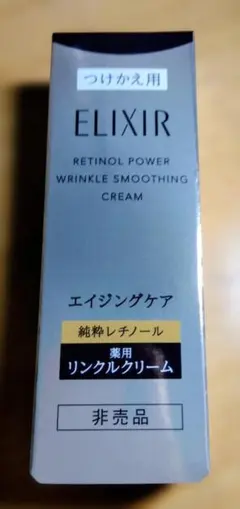 つけかえ用
ELIXIR
RETINOL POWER
WRINKLE SMOOTHING
CREAM
エイジングケア
純粋レチノール
薬用
リンクルクリーム
非売品